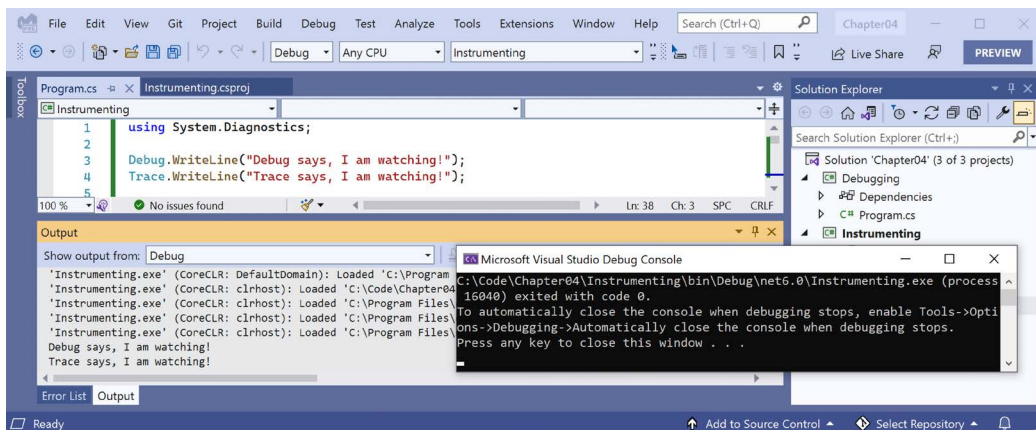 File Edit View Git Project Build Debug Test Analyze Tools Extensions Window Help Search (Ctrl+Q) Chapter04
Debug Any CPU Instrumenting Live Share PREVIEW
Toolbox
Program.cs Instrumenting.csproj
Instrumenting
1 using System.Diagnostics;
2
3 Debug.WriteLine("Debug says, I am watching!");
4 Trace.WriteLine("Trace says, I am watching!");
5
100 % No issues found Ln: 38 Ch: 3 SPC CRLF
Solution Explorer
Search Solution Explorer (Ctrl+;)
Solution 'Chapter04' (3 of 3 projects)
Debugging
Dependencies
C# Program.cs
C# Instrumenting
Output
Show output from: Debug
'Instrumenting.exe' (CoreCLR: DefaultDomain): Loaded 'C:\Program
'Instrumenting.exe' (CoreCLR: clrhost): Loaded 'C:\Code\Chapter04
'Instrumenting.exe' (CoreCLR: clrhost): Loaded 'C:\Program Files\
'Instrumenting.exe' (CoreCLR: clrhost): Loaded 'C:\Program Files\
'Instrumenting.exe' (CoreCLR: clrhost): Loaded 'C:\Program Files\
Debug says, I am watching!
Trace says, I am watching!
Error List Output
Microsoft Visual Studio Debug Console
C:\Code\Chapter04\Instrumenting\bin\Debug\net6.0\Instrumenting.exe (process
16040) exited with code 0.
To automatically close the console when debugging stops, enable Tools->Opti
ons->Debugging->Automatically close the console when debugging stops.
Press any key to close this window . . .
Ready Add to Source Control Select Repository